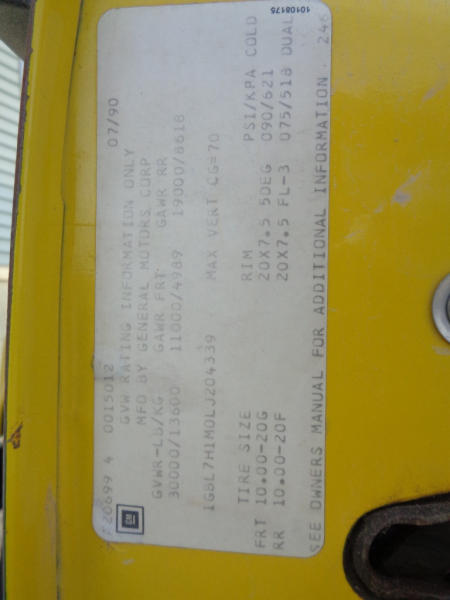 T20699 4 0015012 07/90
GVW RATING INFORMATION ONLY
MFD BY GENERAL MOTORS CORP
GVWR-LB/KG GAWR FRT GAWR RR
30000/13600 11000/4989 19000/8618
1GBL7H1M0LJ204339 MAX VERT CG=70
TIRE SIZE RIM PSI/KPA COLD
FRT 10.00-20G 20X7.5 5DEG 090/621
RR 10.00-20F 20X7.5 FL-3 075/518 DUAL
SEE OWNERS MANUAL FOR ADDITIONAL INFORMATION 246
GM
10108175